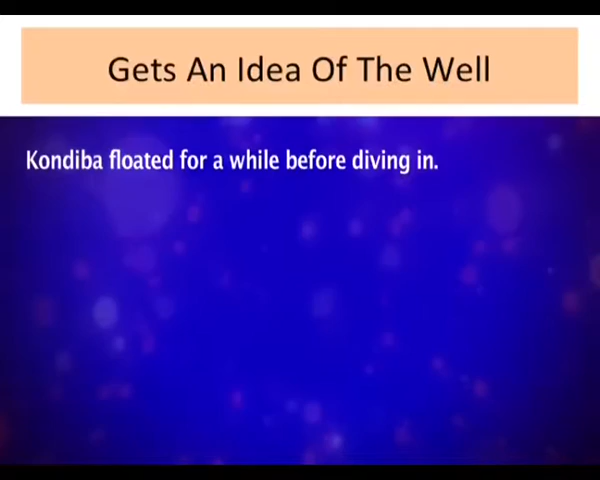 Gets An Idea Of The Well
Kondiba floated for a while before diving in.